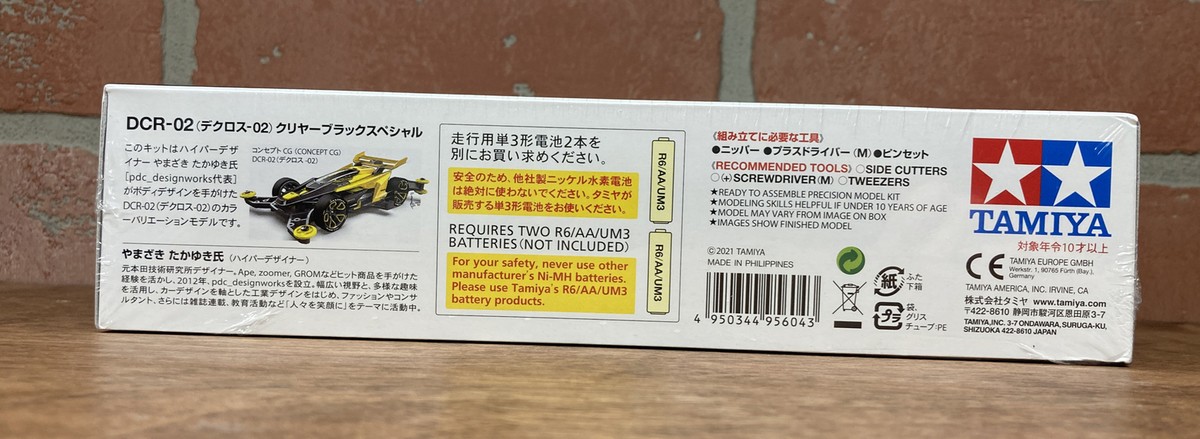 DCR-02(デクロス-02) クリヤーブラックスペシャル
このキットはハイパーデザ
イナー やまざき たかゆき氏
[pdc_designworks代表]
がボディデザインを手がけた
DCR-02(デクロス-02)のカラ
ーバリエーションモデルです。
コンセプトCG (CONCEPT CG)
DCR-02(デクロス-02)
やまざき たかゆき氏 (ハイパーデザイナー)
元本田技術研究所デザイナー。Ape, zoomer, GROMなどヒット商品を手がけた
経験を活かし、2012年、pdc_designworksを設立。幅広い視野と、多様な趣味
を活用し、カーデザインを軸とした工業デザインをはじめ、ファッションやコンサ
ルタント、さらには雑誌連載、教育活動など「人々を笑顔に」をテーマに活動中。
走行用単3形電池2本を
別にお買い求めください。
安全のため、他社製ニッケル水素電池
は絶対に使わないでください。タミヤが
販売する単3形電池をお使いください。
REQUIRES TWO R6/AA/UM3
BATTERIES (NOT INCLUDED)
For your safety, never use other
manufacturer's Ni-MH batteries.
Please use Tamiya's R6/AA/UM3
battery products.
R6/AA/UM3
R6/AA/UM3
《組み立てに必要な工具》
●ニッパー ●プラスドライバー (M) ●ピンセット
《RECOMMENDED TOOLS》 ○SIDE CUTTERS
○(+)SCREWDRIVER (M) ○TWEEZERS
★READY TO ASSEMBLE PRECISION MODEL KIT
★MODELING SKILLS HELPFUL IF UNDER 10 YEARS OF AGE
★MODEL MAY VARY FROM IMAGE ON BOX
★IMAGES SHOW FINISHED MODEL
©2021 TAMIYA
MADE IN PHILIPPINES
4 950344 956043
紙
ふた
下箱
プラ
袋、
グリス
チューブ:PE
TAMIYA
対象年令10才以上
CE
TAMIYA EUROPE GMBH
Werkstr. 1, 90765 Fürth (Bay.),
Germany
TAMIYA AMERICA, INC. IRVINE, CA
株式会社タミヤ www.tamiya.com
〒422-8610 静岡市駿河区恩田原3-7
TAMIYA,INC. 3-7 ONDAWARA, SURUGA-KU,
SHIZUOKA 422-8610 JAPAN